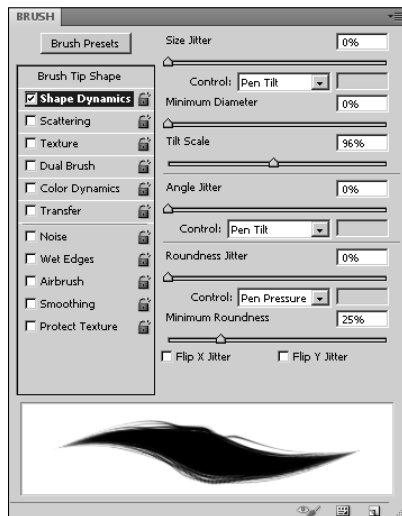 BRUSH
Brush Presets
Brush Tip Shape
Shape Dynamics
Scattering
Texture
Dual Brush
Color Dynamics
Transfer
Noise
Wet Edges
Airbrush
Smoothing
Protect Texture
Size Jitter 0%
Control: Pen Tilt
Minimum Diameter 0%
Tilt Scale 96%
Angle Jitter 0%
Control: Pen Tilt
Roundness Jitter 0%
Control: Pen Pressure
Minimum Roundness 25%
Flip X Jitter Flip Y Jitter